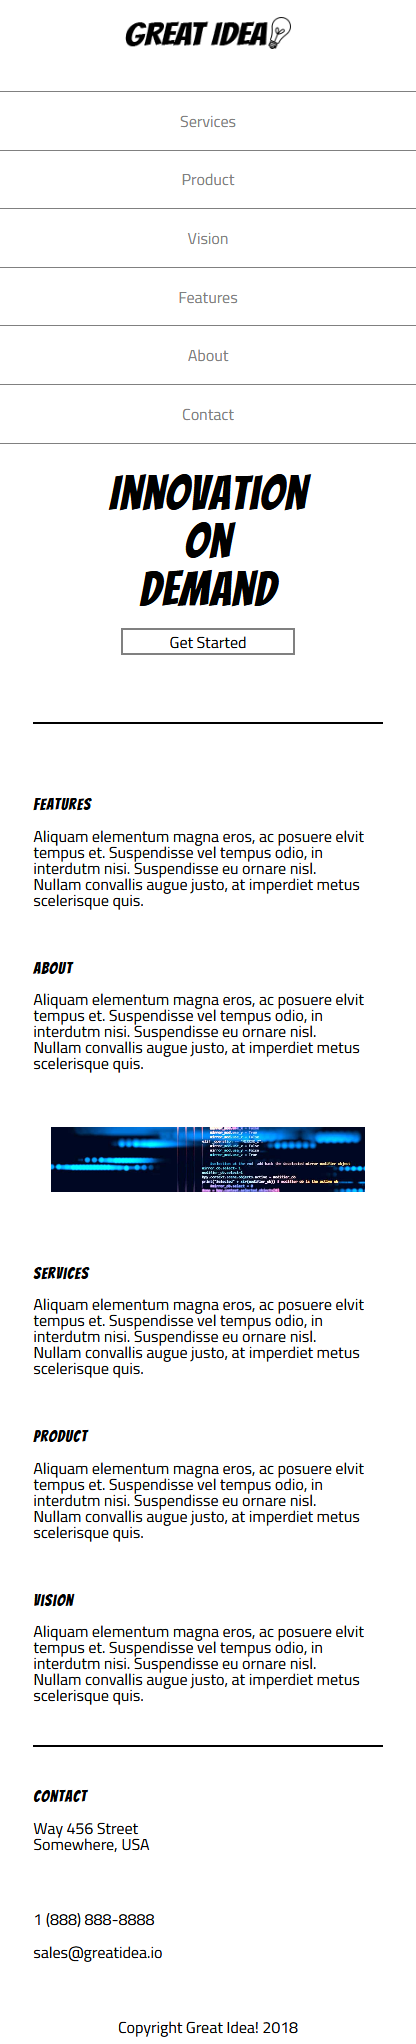 GREAT IDEA!
Services
Product
Vision
Features
About
Contact
INNOVATION
ON
DEMAND
Get Started
FEATURES
Aliquam elementum magna eros, ac posuere elvit
tempus et. Suspendisse vel tempus odio, in
interdutm nisi. Suspendisse eu ornare nisl.
Nullam convallis augue justo, at imperdiet metus
scelerisque quis.
ABOUT
Aliquam elementum magna eros, ac posuere elvit
tempus et. Suspendisse vel tempus odio, in
interdutm nisi. Suspendisse eu ornare nisl.
Nullam convallis augue justo, at imperdiet metus
scelerisque quis.
SERVICES
Aliquam elementum magna eros, ac posuere elvit
tempus et. Suspendisse vel tempus odio, in
interdutm nisi. Suspendisse eu ornare nisl.
Nullam convallis augue justo, at imperdiet metus
scelerisque quis.
PRODUCT
Aliquam elementum magna eros, ac posuere elvit
tempus et. Suspendisse vel tempus odio, in
interdutm nisi. Suspendisse eu ornare nisl.
Nullam convallis augue justo, at imperdiet metus
scelerisque quis.
VISION
Aliquam elementum magna eros, ac posuere elvit
tempus et. Suspendisse vel tempus odio, in
interdutm nisi. Suspendisse eu ornare nisl.
Nullam convallis augue justo, at imperdiet metus
scelerisque quis.
CONTACT
Way 456 Street
Somewhere, USA
1 (888) 888-8888
sales@greatidea.io
Copyright Great Idea! 2018